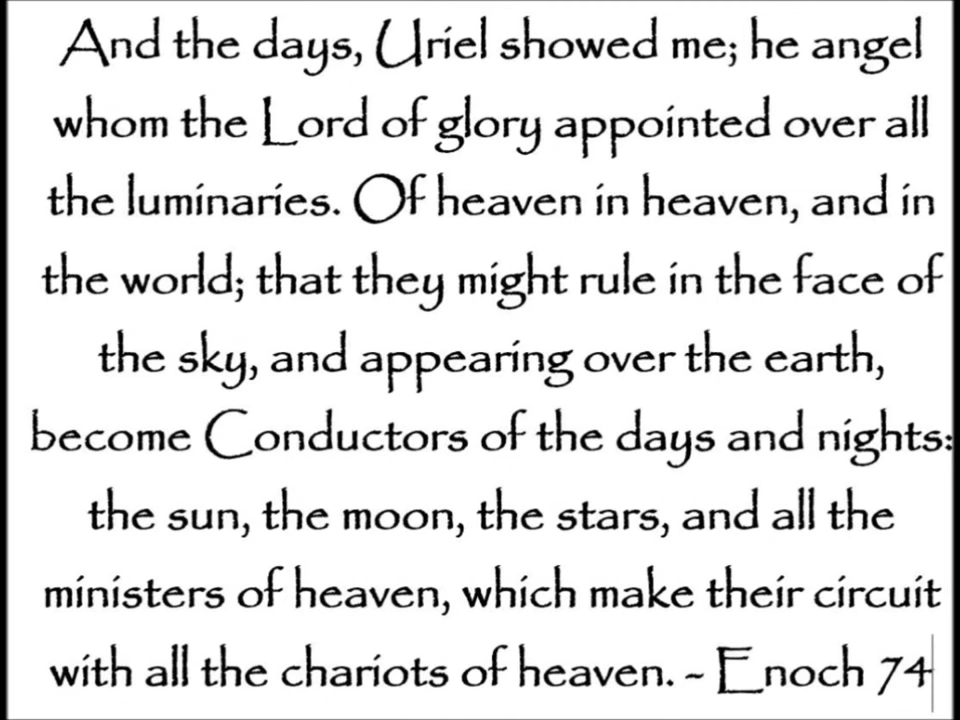 And the days, Uriel showed me; he angel
whom the Lord of glory appointed over all
the luminaries. Of heaven in heaven, and in
the world; that they might rule in the face of
the sky, and appearing over the earth,
become Conductors of the days and nights:
the sun, the moon, the stars, and all the
ministers of heaven, which make their circuit
with all the chariots of heaven. ~ Enoch 74